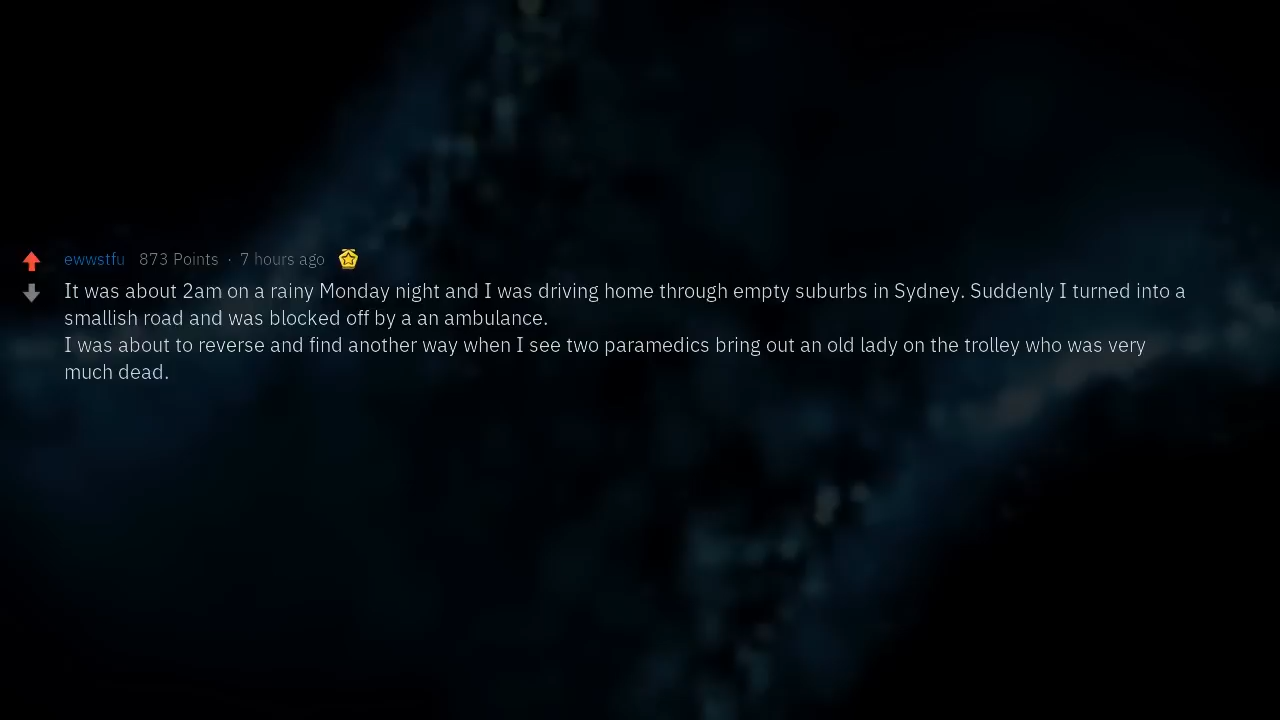 ewwstfu 873 Points · 7 hours ago
It was about 2am on a rainy Monday night and I was driving home through empty suburbs in Sydney. Suddenly I turned into a
smallish road and was blocked off by a an ambulance.
I was about to reverse and find another way when I see two paramedics bring out an old lady on the trolley who was very
much dead.